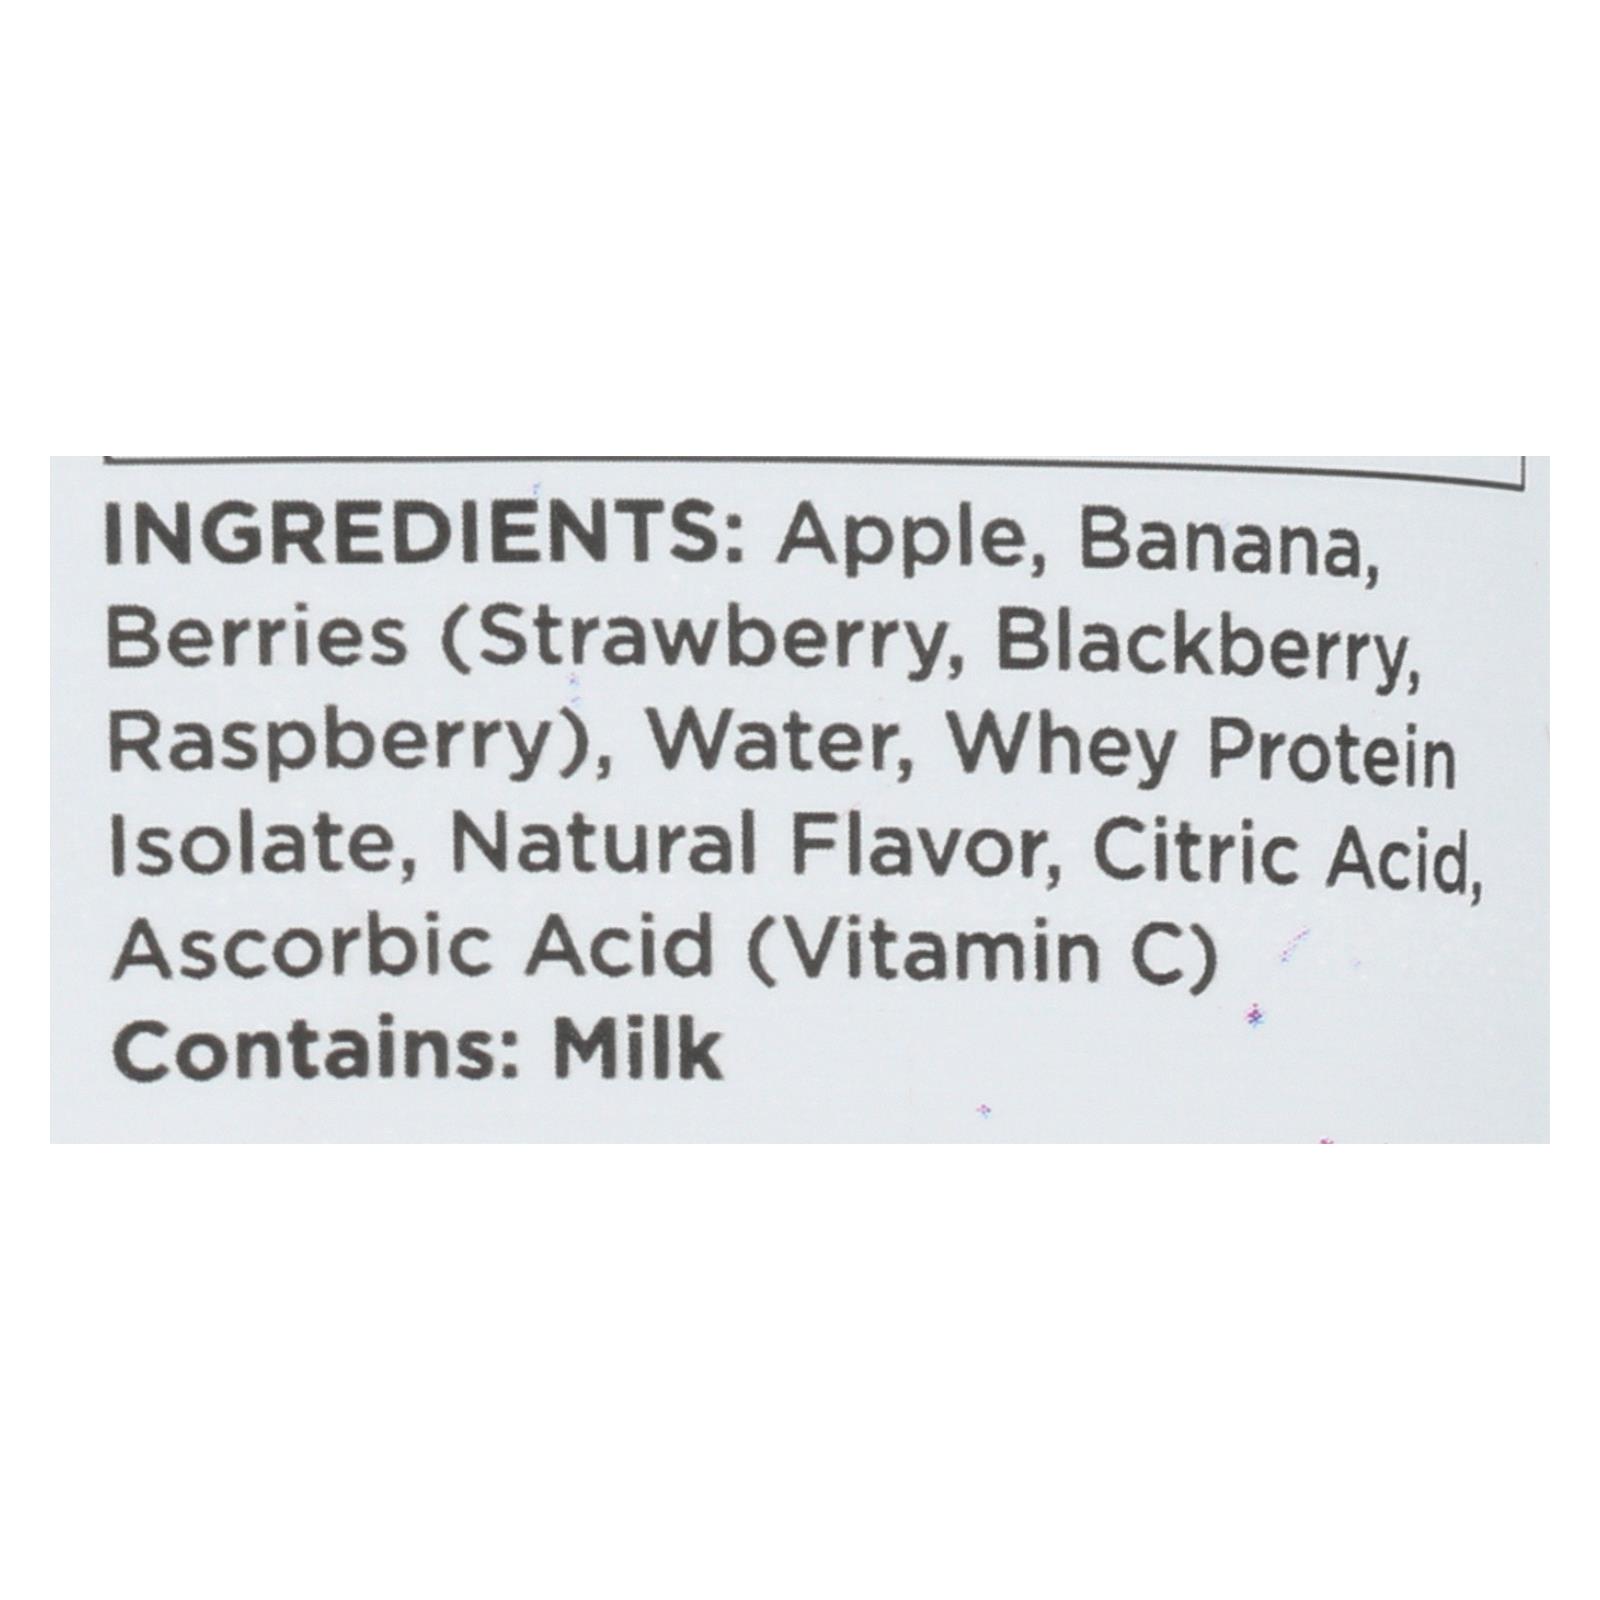 INGREDIENTS: Apple, Banana,
Berries (Strawberry, Blackberry,
Raspberry), Water, Whey Protein
Isolate, Natural Flavor, Citric Acid,
Ascorbic Acid (Vitamin C)
Contains: Milk